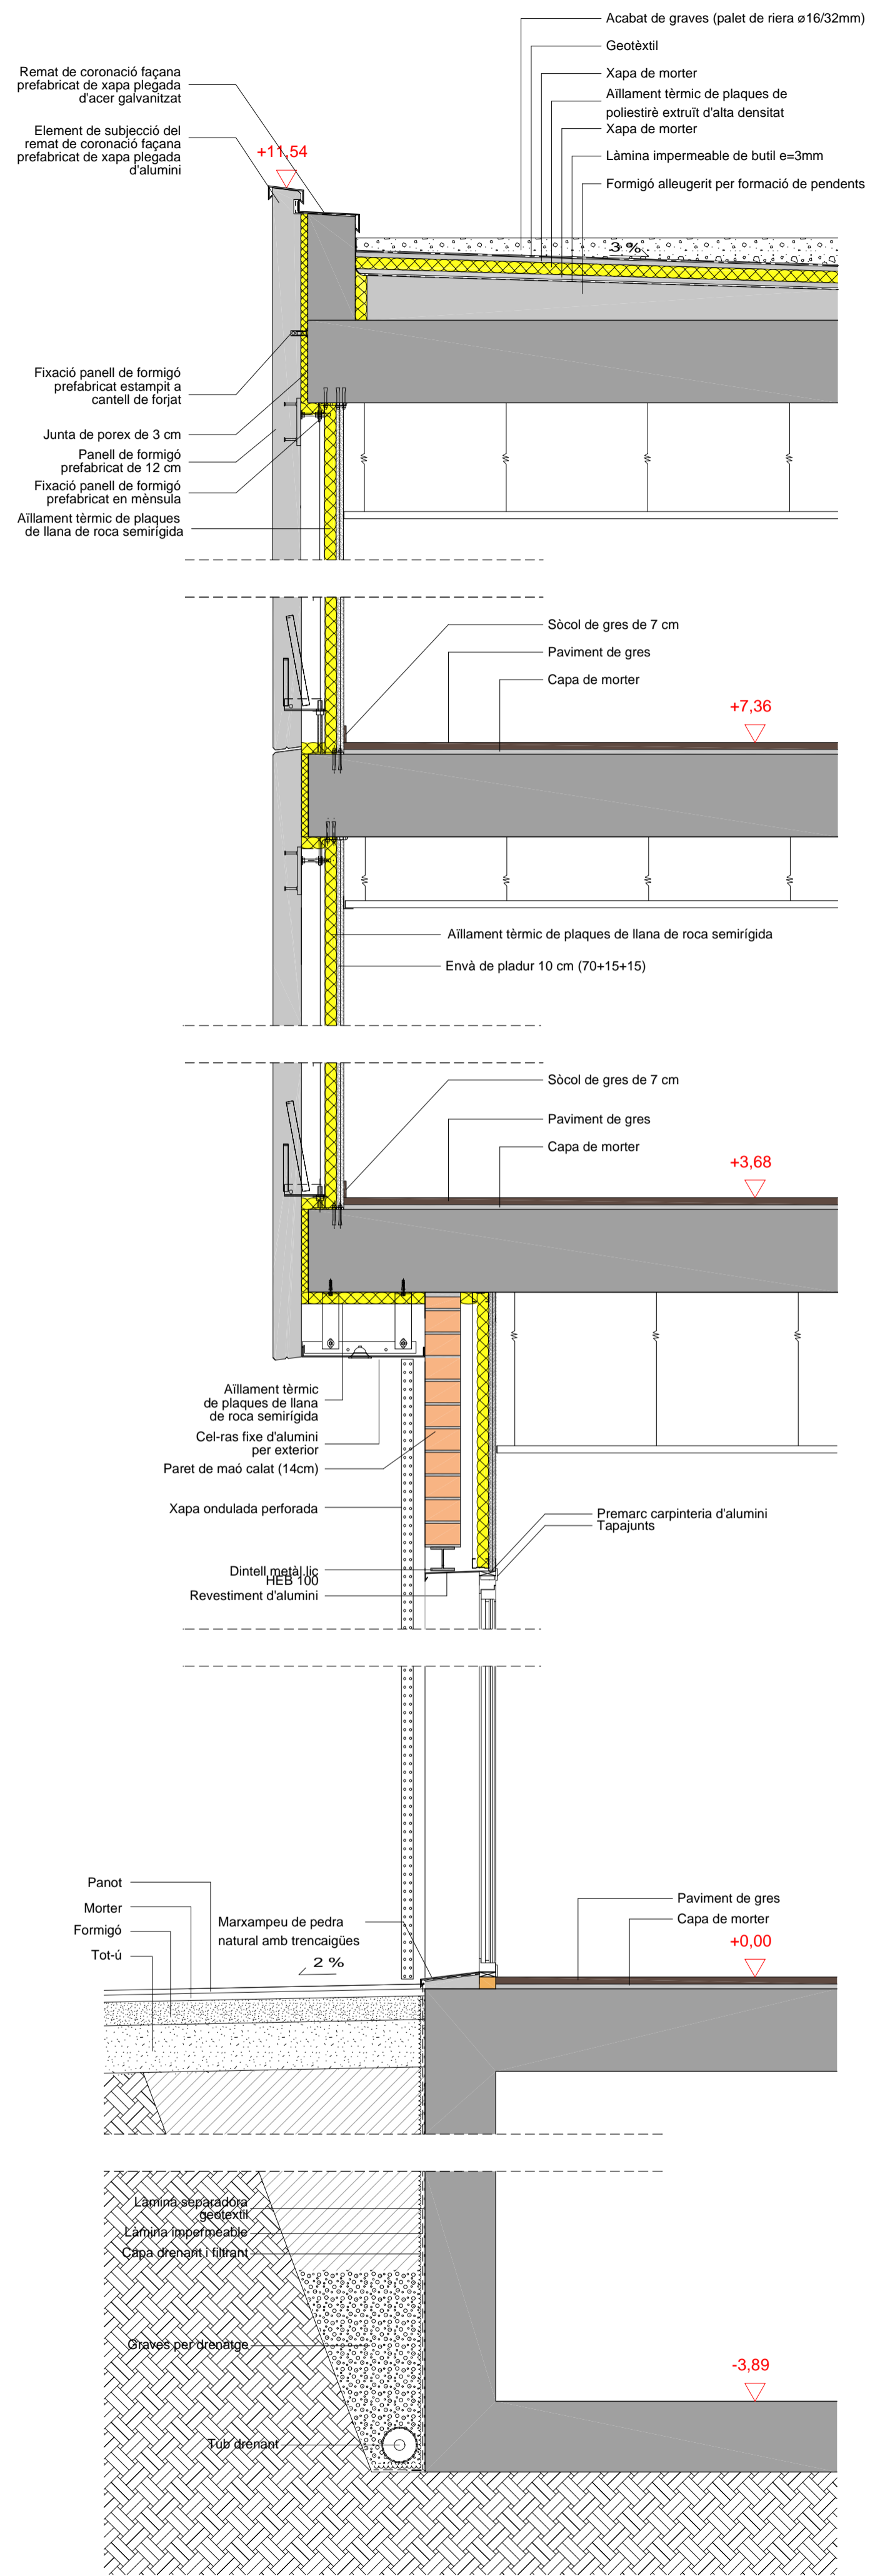 Acabat de graves (palet de riera ø16/32mm)
Geotèxtil
Xapa de morter
Aïllament tèrmic de plaques de
poliestirè extruït d'alta densitat
Xapa de morter
Làmina impermeable de butil e=3mm
Formigó alleugerit per formació de pendents
Remat de coronació façana
prefabricat de xapa plegada
d'acer galvanitzat
Element de subjecció del
remat de coronació façana
prefabricat de xapa plegada
d'alumini
+11,54
3 %
Fixació panell de formigó
prefabricat estampit a
cantell de forjat
Junta de porex de 3 cm
Panell de formigó
prefabricat de 12 cm
Fixació panell de formigó
prefabricat en mènsula
Aïllament tèrmic de plaques
de llana de roca semirígida
Sòcol de gres de 7 cm
Paviment de gres
Capa de morter
+7,36
Aïllament tèrmic de plaques de llana de roca semirígida
Envà de pladur 10 cm (70+15+15)
Sòcol de gres de 7 cm
Paviment de gres
Capa de morter
+3,68
Aïllament tèrmic
de plaques de llana
de roca semirígida
Cel-ras fixe d'alumini
per exterior
Paret de maó calat (14cm)
Xapa ondulada perforada
Dintell metàl.lic
HEB 100
Revestiment d'alumini
Premarc carpinteria d'alumini
Tapajunts
Panot
Morter
Formigó
Tot-ú
Marxampeu de pedra
natural amb trencaigües
2 %
Paviment de gres
Capa de morter
+0,00
Làmina separadora
geotextil
Làmina impermeable
Capa drenant i filtrant
Graves per drenatge
Tub drenant
-3,89